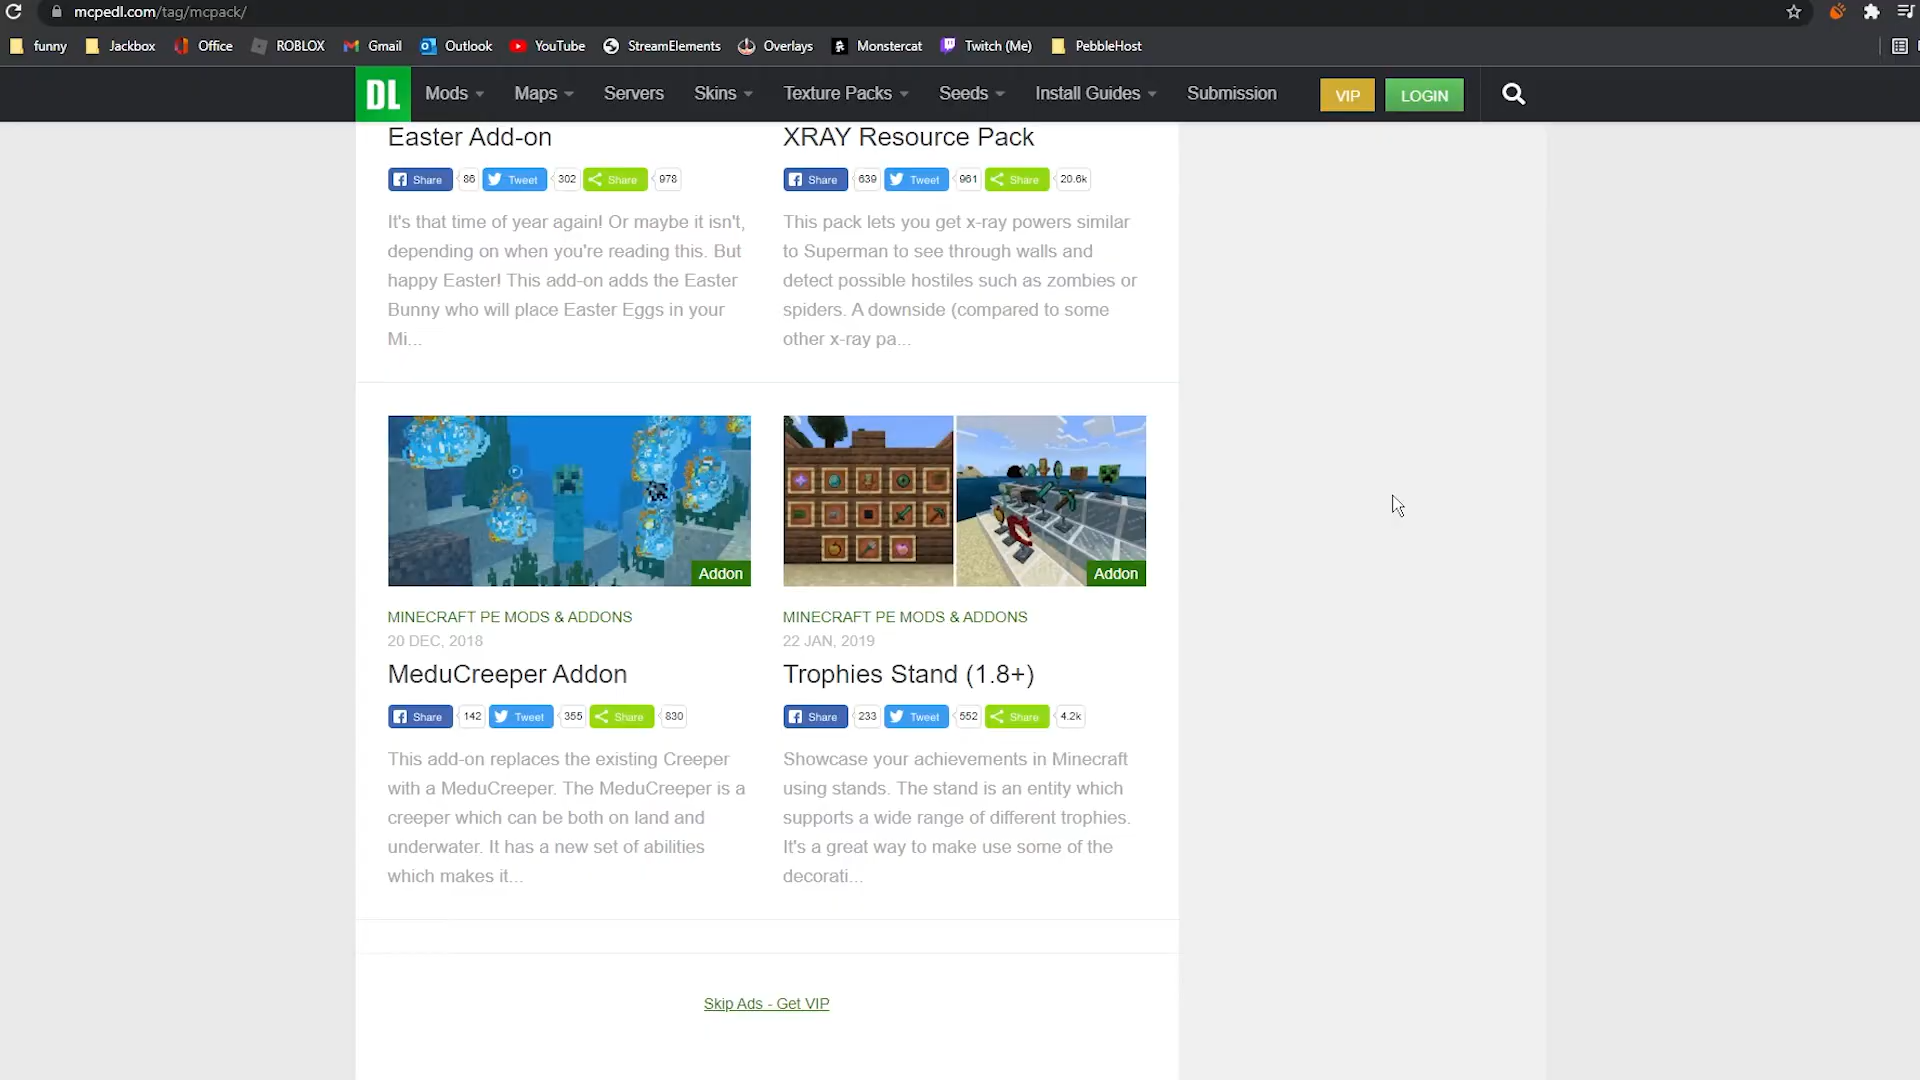 mcpedl.com/tag/mcpack/
funny Jackbox Office ROBLOX Gmail Outlook YouTube StreamElements Overlays Monstercat Twitch (Me) PebbleHost
DL Mods Maps Servers Skins Texture Packs Seeds Install Guides Submission VIP LOGIN
Easter Add-on
Share 86 Tweet 302 Share 978
It's that time of year again! Or maybe it isn't,
depending on when you're reading this. But
happy Easter! This add-on adds the Easter
Bunny who will place Easter Eggs in your
Mi...
XRAY Resource Pack
Share 639 Tweet 961 Share 20.6k
This pack lets you get x-ray powers similar
to Superman to see through walls and
detect possible hostiles such as zombies or
spiders. A downside (compared to some
other x-ray pa...
Addon
MINECRAFT PE MODS & ADDONS
20 DEC, 2018
MeduCreeper Addon
Share 142 Tweet 355 Share 830
This add-on replaces the existing Creeper
with a MeduCreeper. The MeduCreeper is a
creeper which can be both on land and
underwater. It has a new set of abilities
which makes it...
Addon
MINECRAFT PE MODS & ADDONS
22 JAN, 2019
Trophies Stand (1.8+)
Share 233 Tweet 552 Share 4.2k
Showcase your achievements in Minecraft
using stands. The stand is an entity which
supports a wide range of different trophies.
It's a great way to make use some of the
decorati...
Skip Ads - Get VIP